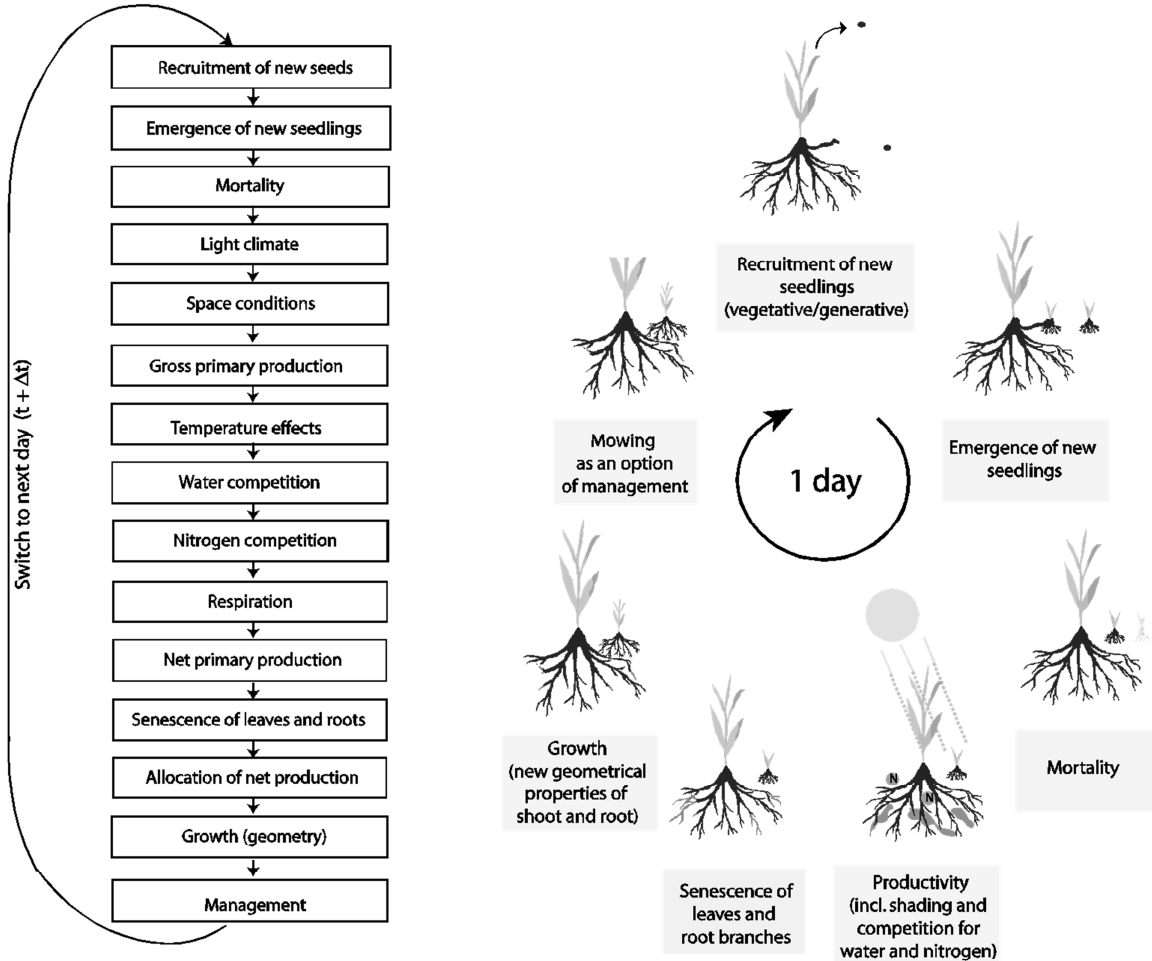 Switch to next day (t + Δt)
Recruitment of new seeds
Emergence of new seedlings
Mortality
Light climate
Space conditions
Gross primary production
Temperature effects
Water competition
Nitrogen competition
Respiration
Net primary production
Senescence of leaves and roots
Allocation of net production
Growth (geometry)
Management
Recruitment of new
seedlings
(vegetative/generative)
Emergence of new
seedlings
Mortality
N
N
Productivity
(incl. shading and
competition for
water and nitrogen)
Senescence of
leaves and
root branches
Growth
(new geometrical
properties of
shoot and root)
Mowing
as an option
of management
1 day